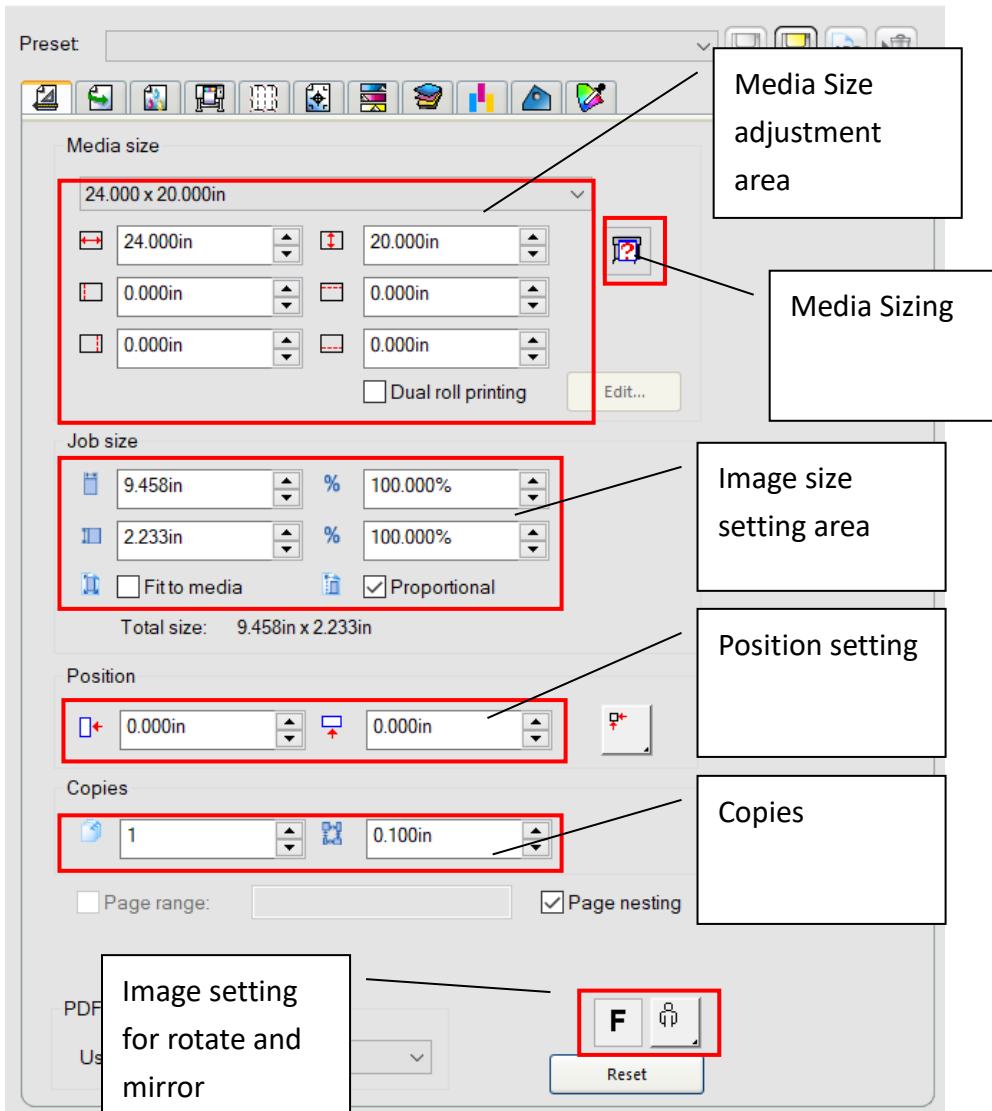 Preset:
Media Size
adjustment
area
Media size
24.000 x 20.000in
24.000in 20.000in
?
0.000in 0.000in
0.000in 0.000in
Dual roll printing Edit...
Media Sizing
Job size
9.458in % 100.000%
2.233in % 100.000%
Fit to media Proportional
Total size: 9.458in x 2.233in
Image size
setting area
Position
0.000in 0.000in
Position setting
Copies
1 0.100in
Copies
Page range: Page nesting
Image setting
for rotate and
mirror
PDF
Us
F
Reset